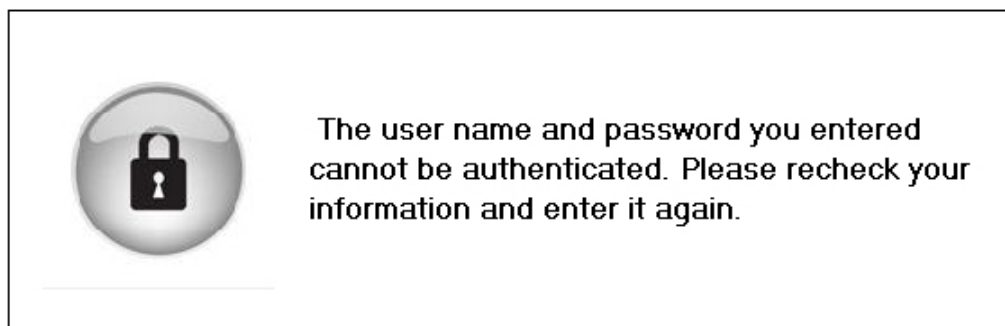 The user name and password you entered
cannot be authenticated. Please recheck your
information and enter it again.